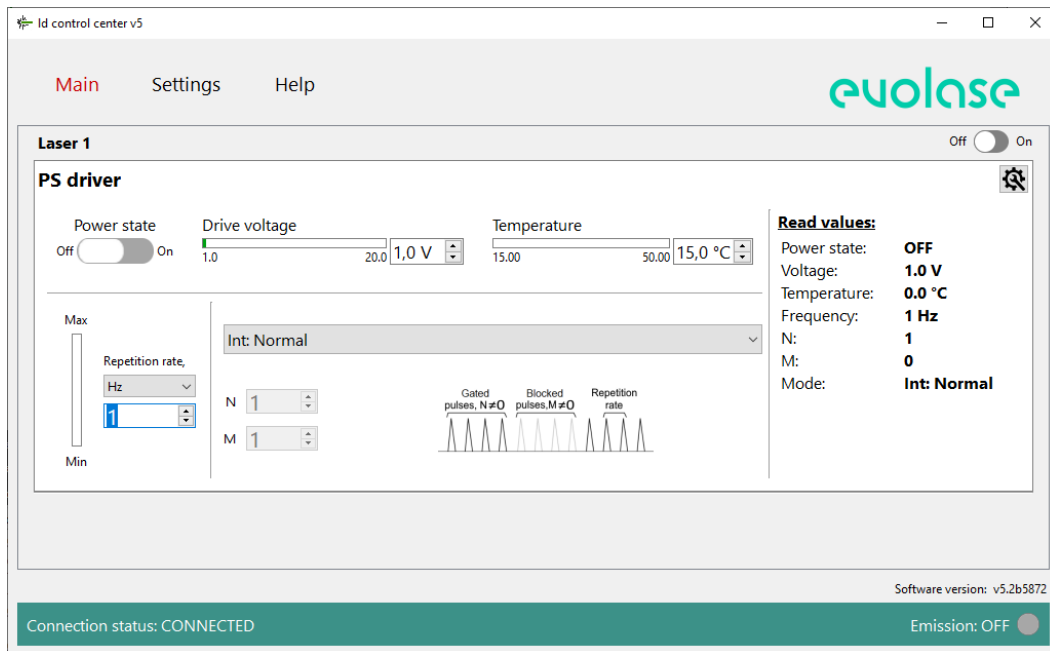 ld control center v5
Main Settings Help
evolase
Laser 1
Off On
PS driver
Power state
Off On
Drive voltage
1.0 20.0 1,0 V
Temperature
15.00 50.00 15,0 °C
Max
Repetition rate,
Hz
1
Min
Int: Normal
N 1
M 1
Gated pulses, N≠0
Blocked pulses,M≠0
Repetition rate
Read values:
Power state: OFF
Voltage: 1.0 V
Temperature: 0.0 °C
Frequency: 1 Hz
N: 1
M: 0
Mode: Int: Normal
Software version: v5.2b5872
Connection status: CONNECTED
Emission: OFF